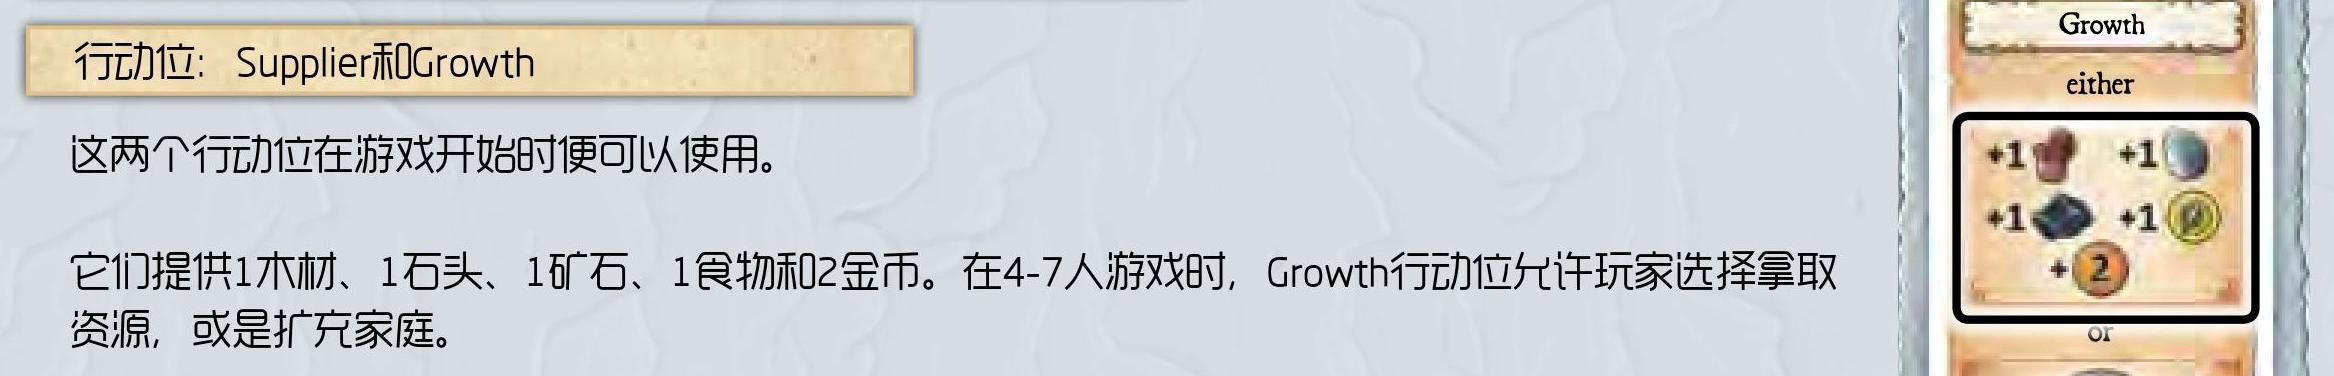 行动位: Supplier和Growth
这两个行动位在游戏开始时便可以使用。
它们提供1木材、1石头、1矿石、1食物和2金币。在4-7人游戏时, Growth行动位允许玩家选择拿取
资源, 或是扩充家庭。
Growth
either
+1 +1
+1 +1
+ 2
or